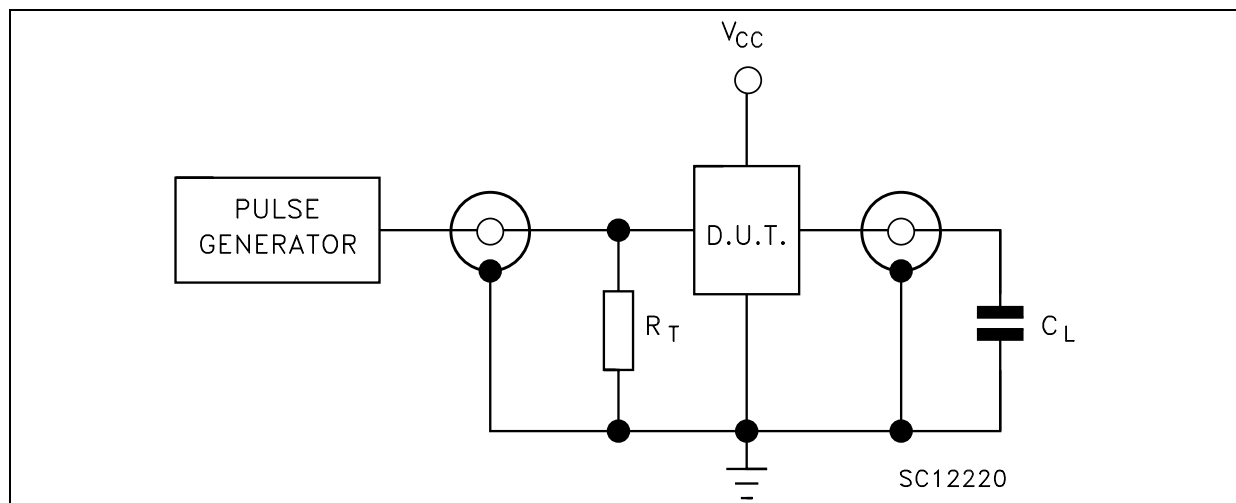 VCC
PULSE
GENERATOR
D.U.T.
RT
CL
SC12220